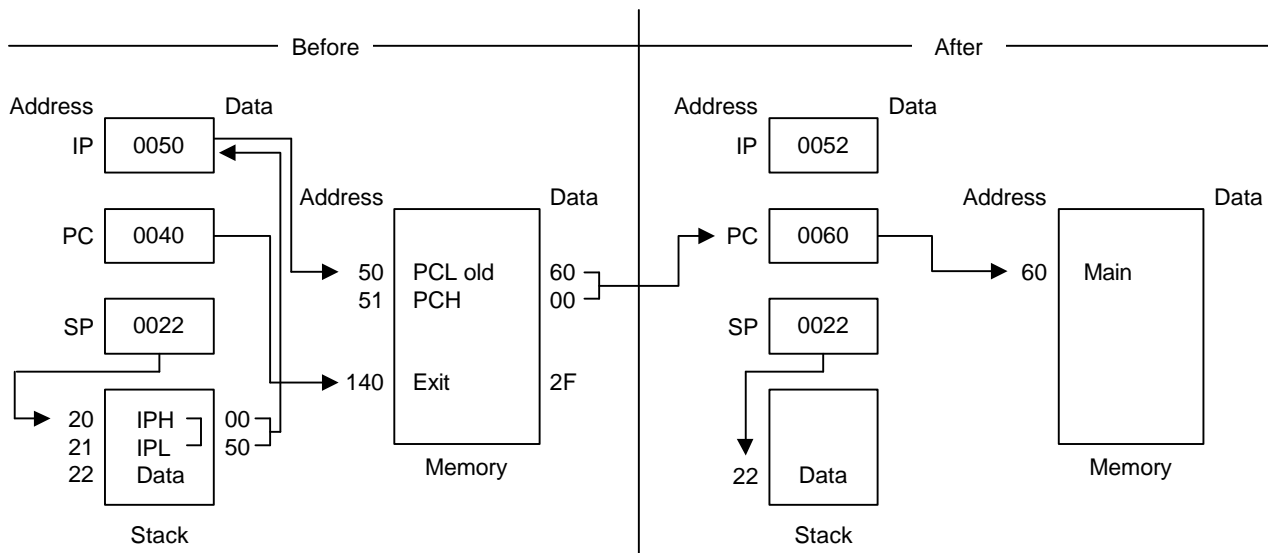 Before
Address Data
IP 0050
PC 0040
SP 0022
20 IPH 00
21 IPL 50
22 Data
Stack
Address Data
50 PCL old 60
51 PCH 00
140 Exit 2F
Memory
After
Address Data
IP 0052
PC 0060
SP 0022
22 Data
Stack
Address Data
60 Main
Memory